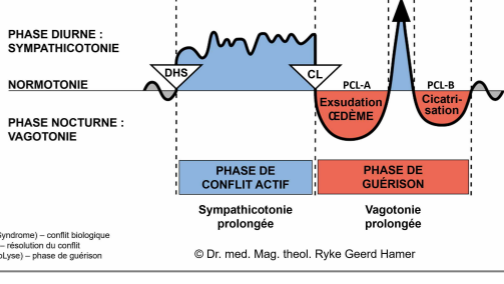 PHASE DIURNE :
SYMPATHICOTONIE
DHS
CL
NORMOTONIE
PCL-A
PCL-B
Exsudation
ŒDÈME
Cicatri-
sation
PHASE NOCTURNE :
VAGOTONIE
PHASE DE
CONFLIT ACTIF
PHASE DE
GUÉRISON
Sympathicotonie
prolongée
Vagotonie
prolongée
yndrome) – conflit biologique
– résolution du conflit
Lyse) – phase de guérison
© Dr. med. Mag. theol. Ryke Geerd Hamer